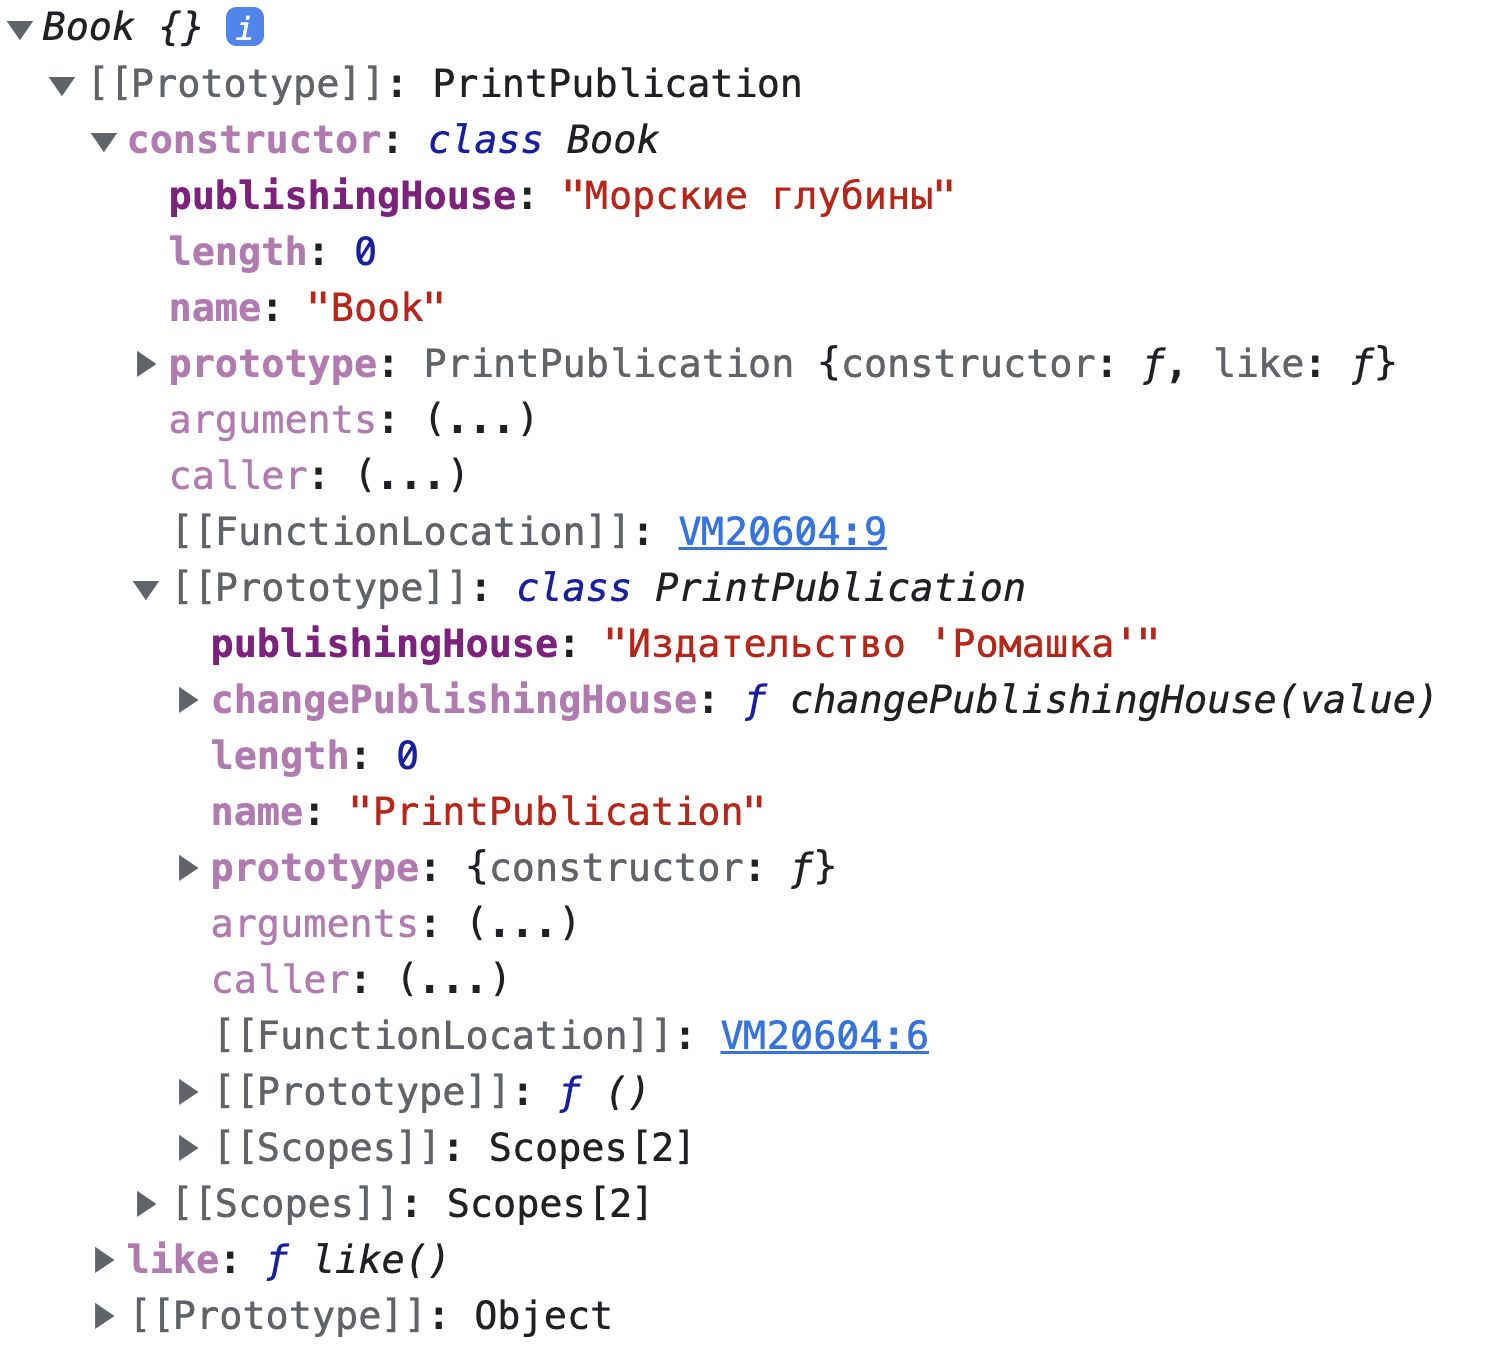 Book {} i
[[Prototype]]: PrintPublication
constructor: class Book
publishingHouse: "Морские глубины"
length: 0
name: "Book"
prototype: PrintPublication {constructor: ƒ, like: ƒ}
arguments: (...)
caller: (...)
[[FunctionLocation]]: VM20604:9
[[Prototype]]: class PrintPublication
publishingHouse: "Издательство 'Ромашка'"
changePublishingHouse: ƒ changePublishingHouse(value)
length: 0
name: "PrintPublication"
prototype: {constructor: ƒ}
arguments: (...)
caller: (...)
[[FunctionLocation]]: VM20604:6
[[Prototype]]: ƒ ()
[[Scopes]]: Scopes[2]
[[Scopes]]: Scopes[2]
like: ƒ like()
[[Prototype]]: Object